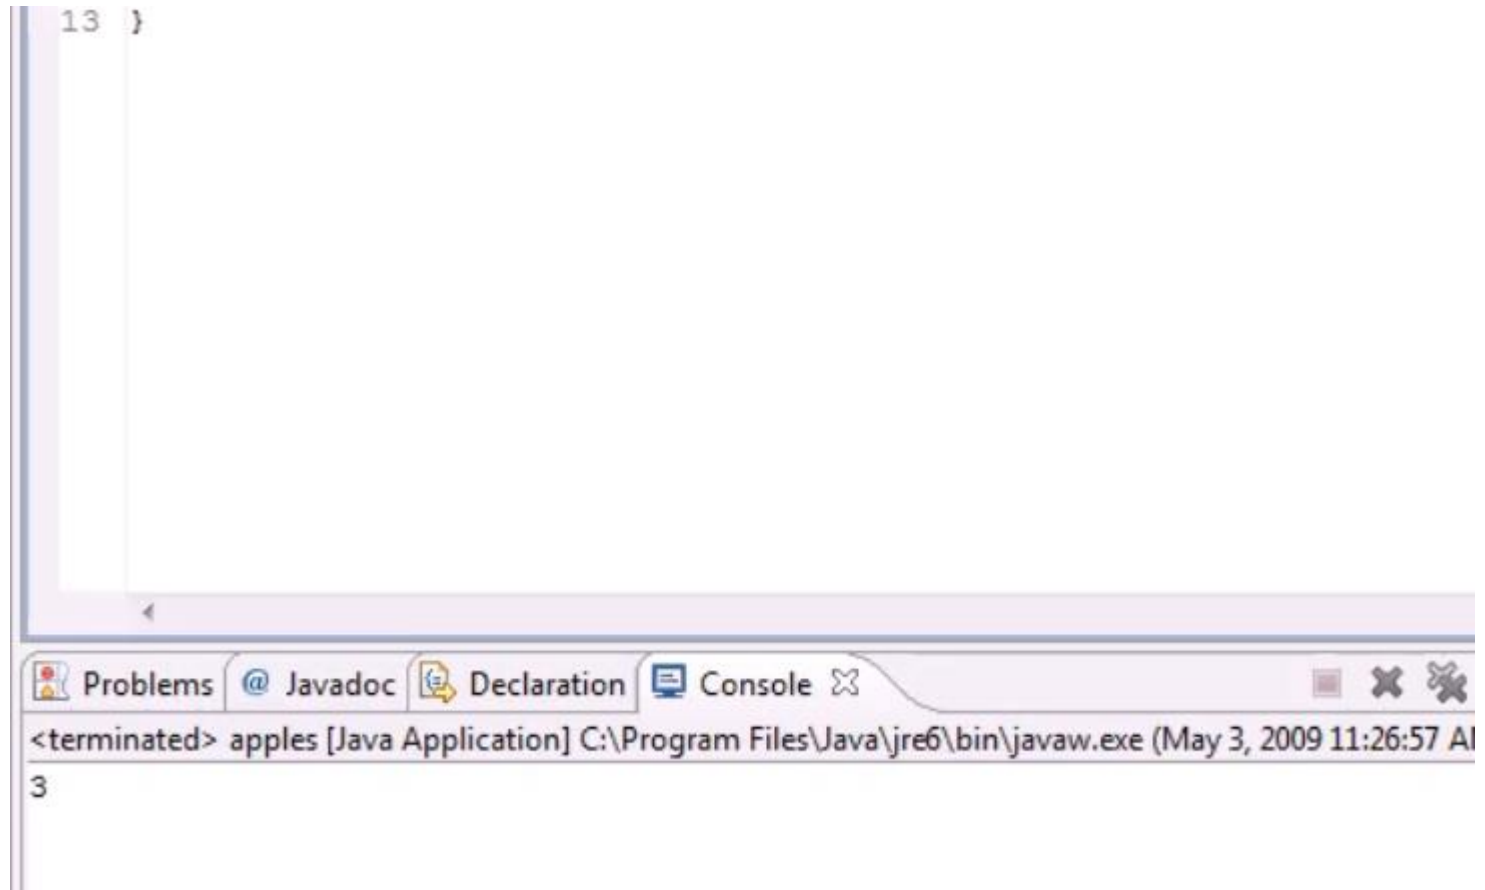 13 }
Problems @ Javadoc Declaration Console
<terminated> apples [Java Application] C:\Program Files\Java\jre6\bin\javaw.exe (May 3, 2009 11:26:57 AM
3